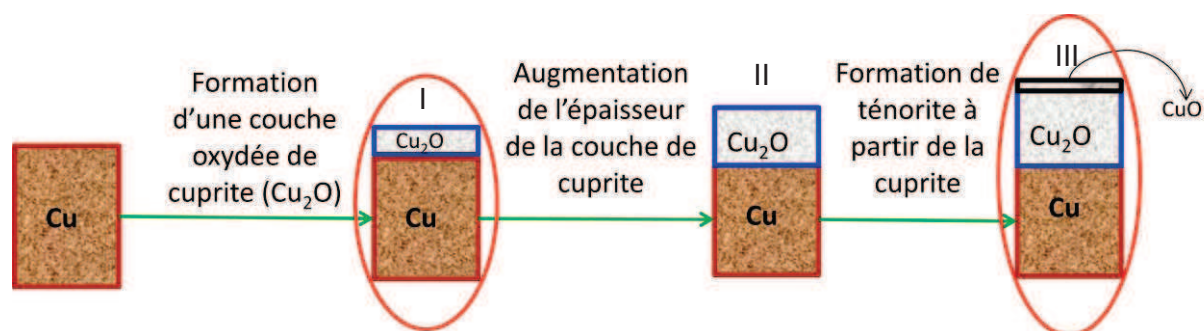 Cu
Formation
d'une couche
oxydée de
cuprite (Cu₂O)
I
Cu₂O
Cu
Augmentation
de l'épaisseur
de la couche de
cuprite
II
Cu₂O
Cu
Formation de
ténorite à
partir de la
cuprite
III
Cu₂O
Cu
CuO